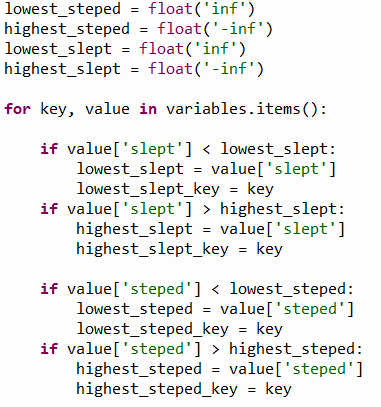 lowest_steped = float('inf')
highest_steped = float('-inf')
lowest_slept = float('inf')
highest_slept = float('-inf')

for key, value in variables.items():

    if value['slept'] < lowest_slept:
        lowest_slept = value['slept']
        lowest_slept_key = key
    if value['slept'] > highest_slept:
        highest_slept = value['slept']
        highest_slept_key = key

    if value['steped'] < lowest_steped:
        lowest_steped = value['steped']
        lowest_steped_key = key
    if value['steped'] > highest_steped:
        highest_steped = value['steped']
        highest_steped_key = key